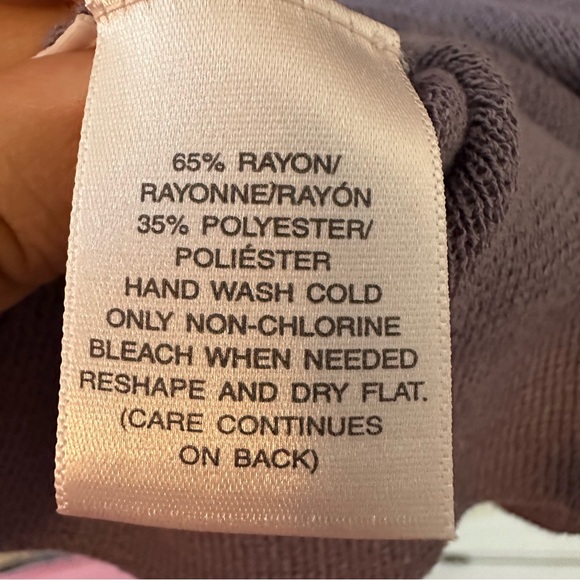 65% RAYON/
RAYONNE/RAYÓN
35% POLYESTER/
POLIÉSTER
HAND WASH COLD
ONLY NON-CHLORINE
BLEACH WHEN NEEDED
RESHAPE AND DRY FLAT.
(CARE CONTINUES
ON BACK)